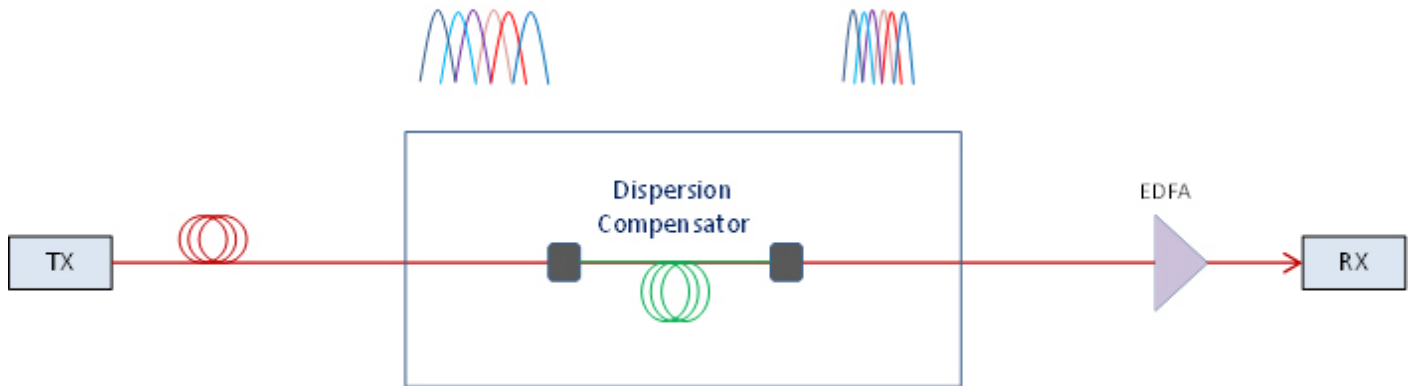 Dispersion
Compensator
EDFA
TX
RX